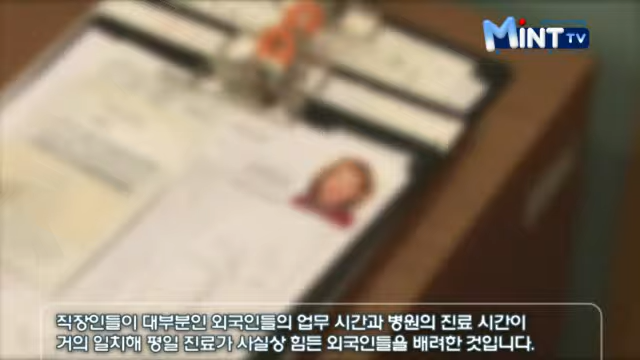 MINT TV
직장인들이 대부분인 외국인들의 업무 시간과 병원의 진료 시간이
거의 일치해 평일 진료가 사실상 힘든 외국인들을 배려한 것입니다.